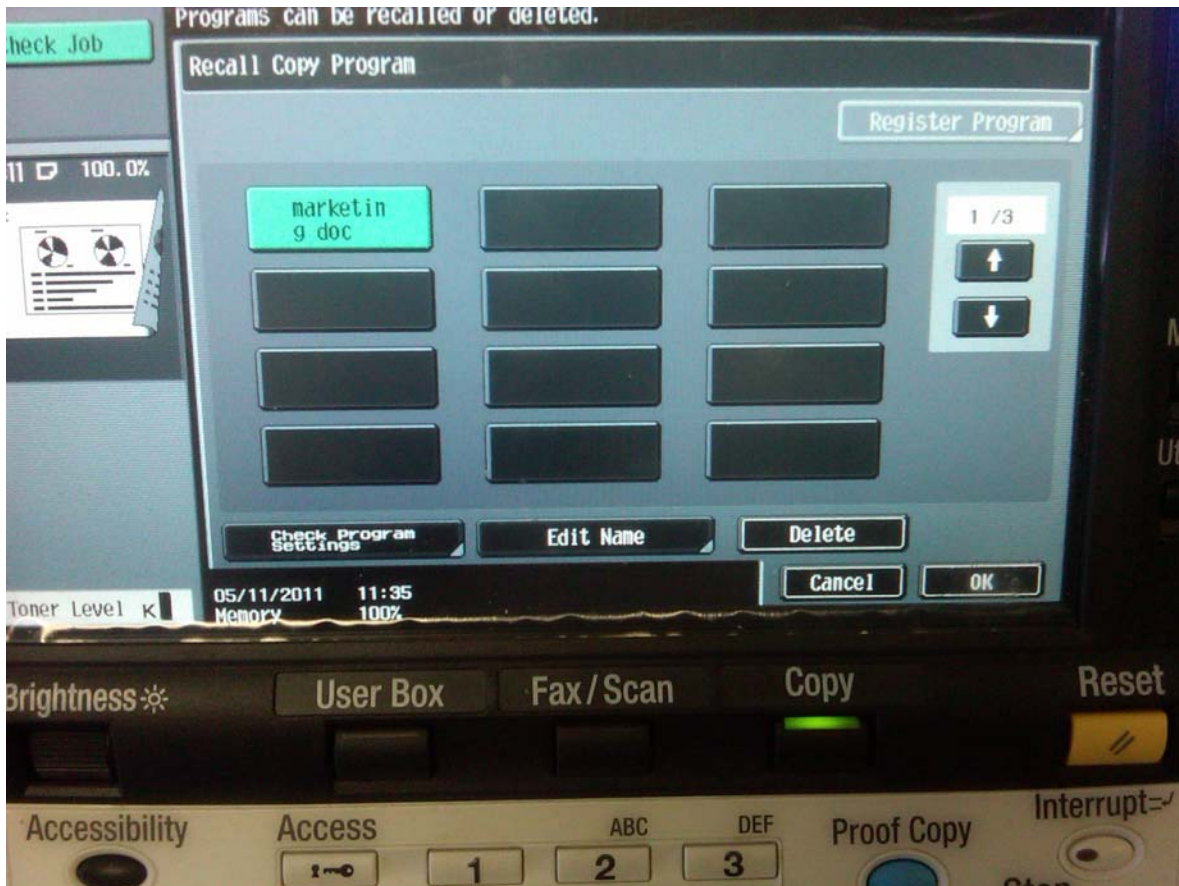 Programs can be recalled or deleted.
Check Job
Recall Copy Program
Register Program
100.0%
marketin
g doc
1 /3
Check Program
Settings
Edit Name
Delete
Cancel
OK
05/11/2011 11:35
Memory 100%
Toner Level K
Brightness
User Box
Fax/Scan
Copy
Reset
Accessibility
Access
ABC
DEF
Proof Copy
Interrupt
1
2
3